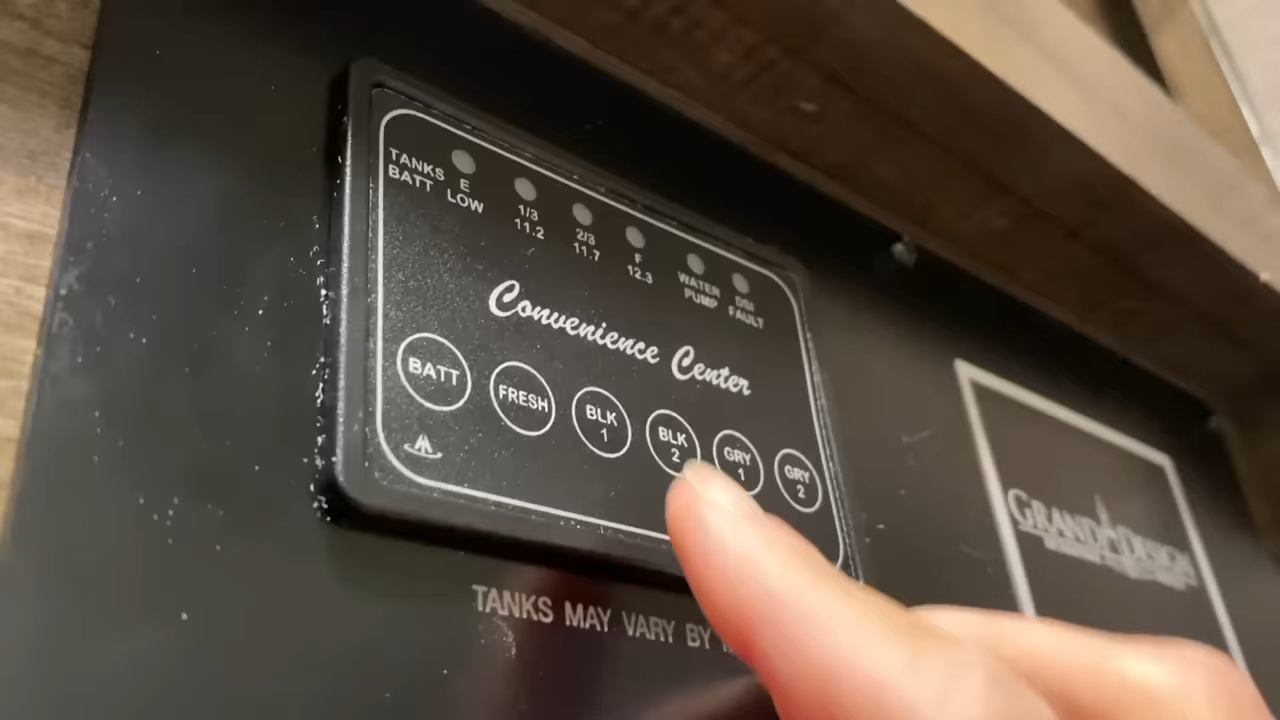 TANKS E 1/3 2/3 F WATER PUMP DSI FAULT
BATT LOW 11.2 11.7 12.3
Convenience Center
BATT FRESH BLK 1 BLK 2 GRY 1 GRY 2
TANKS MAY VARY BY
GRAND DESIGN